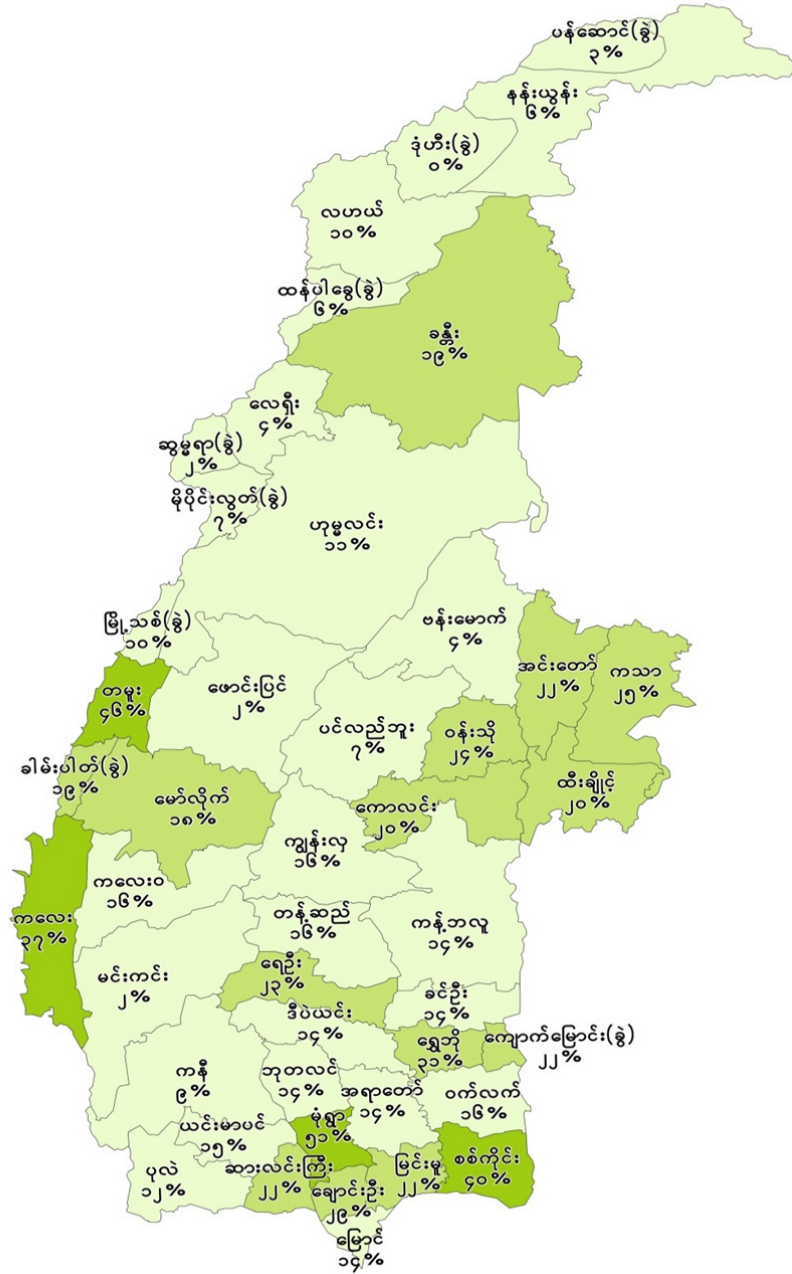 ပန်ဆောင်(ခွဲ)
၃%
နန်းယွန်း
၆%
ဒုံဟီး(ခွဲ)
၀%
လဟယ်
၁၀%
ထန်ပါခွေ(ခွဲ)
၆%
ခန္တီး
၁၉%
လေရှီး
၄%
ဆွမ္မရာ(ခွဲ)
၂%
မိုပိုင်းလွတ်(ခွဲ)
၇%
ဟုမ္မလင်း
၁၁%
မြို့သစ်(ခွဲ)
၁၀%
ဗန်းမောက်
၄%
အင်းတော်
၂၂%
ကသာ
၂၅%
တမူး
၄၆%
ဖောင်းပြင်
၂%
ပင်လည်ဘူး
၇%
ဝန်းသို
၂၄%
ခါမ်းပါတ်(ခွဲ)
၁၉%
မော်လိုက်
၁၈%
ကောလင်း
၂၀%
ထီးချိုင့်
၂၀%
ကျွန်းလှ
၁၆%
ကလေးဝ
၁၆%
ကလေး
၃၇%
တန့်ဆည်
၁၆%
ကန့်ဘလူ
၁၄%
မင်းကင်း
၂%
ရေဦး
၂၃%
ခင်ဦး
၁၄%
ဒီပဲယင်း
၁၄%
ရွှေဘို
၃၁%
ကျောက်မြောင်း(ခွဲ)
၂၂%
ကနီ
၉%
ဘုတလင်
၁၄%
အရာတော်
၁၄%
ဝက်လက်
၁၆%
ယင်းမာပင်
၁၅%
မုံရွာ
၅၁%
ပုလဲ
၁၂%
ဆားလင်းကြီး
၂၂%
ချောင်းဦး
၂၉%
မြင်းမူ
၂၂%
စစ်ကိုင်း
၄၀%
မြောင်
၁၄%